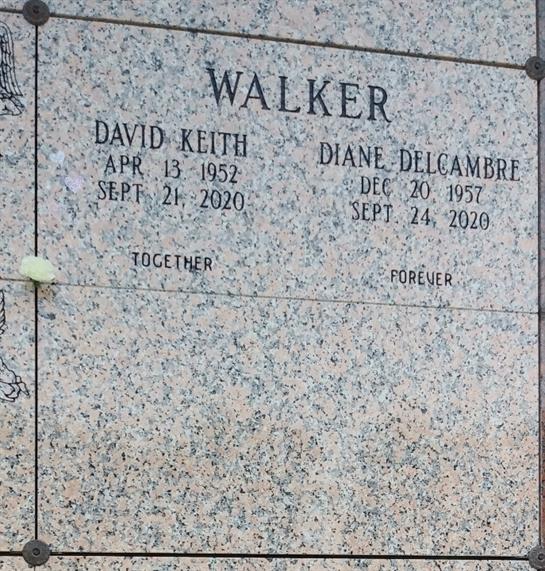 WALKER
DAVID KEITH
APR 13 1952
SEPT 21, 2020
TOGETHER
DIANE DELCAMBRE
DEC 20 1957
SEPT 24, 2020
FOREVER